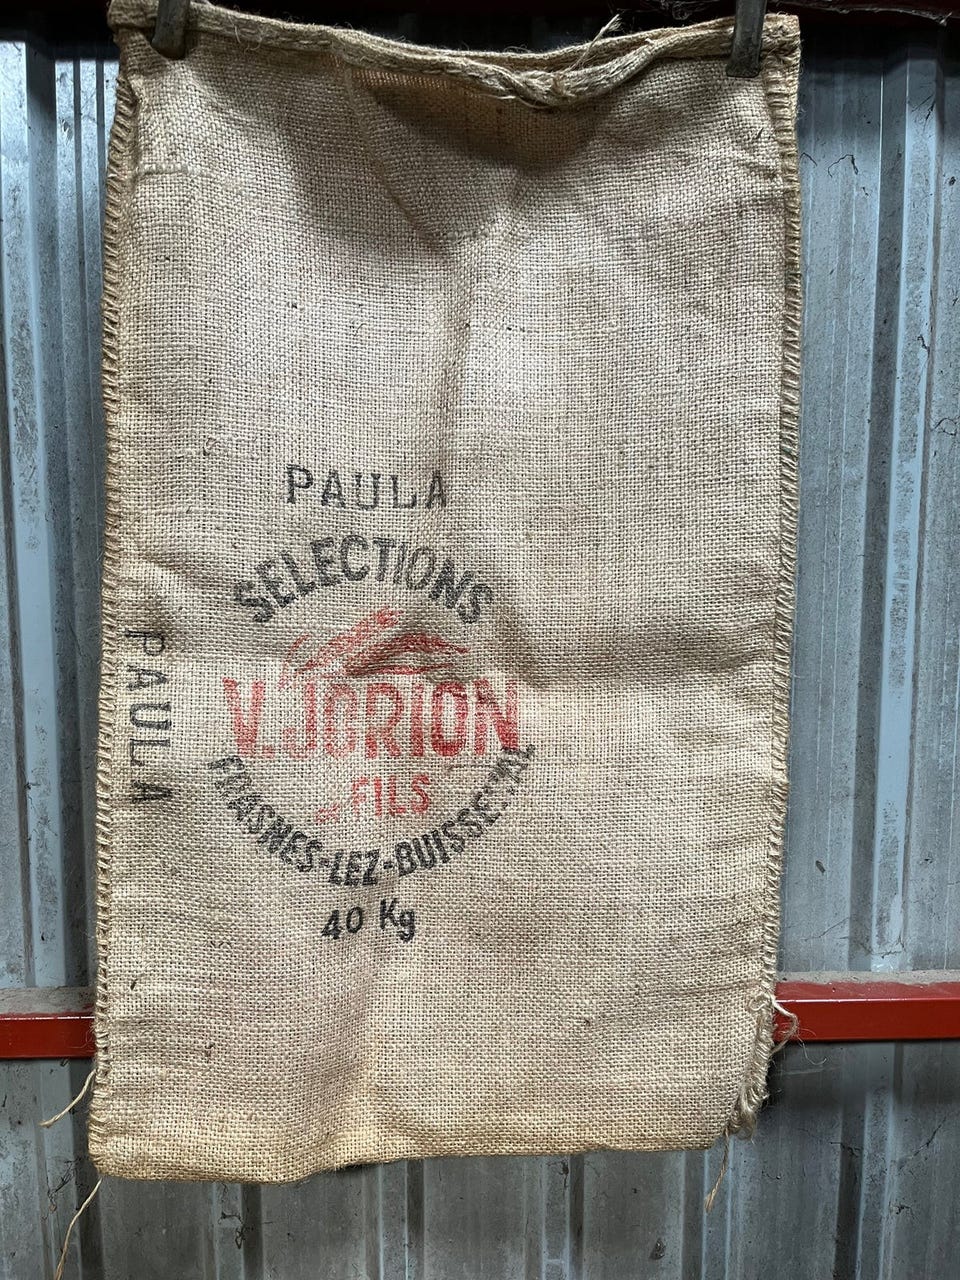 PAULA
SELECTIONS
V.JORION
FILS
FRASNES-LEZ-BUISSENAL
40 Kg
PAULA